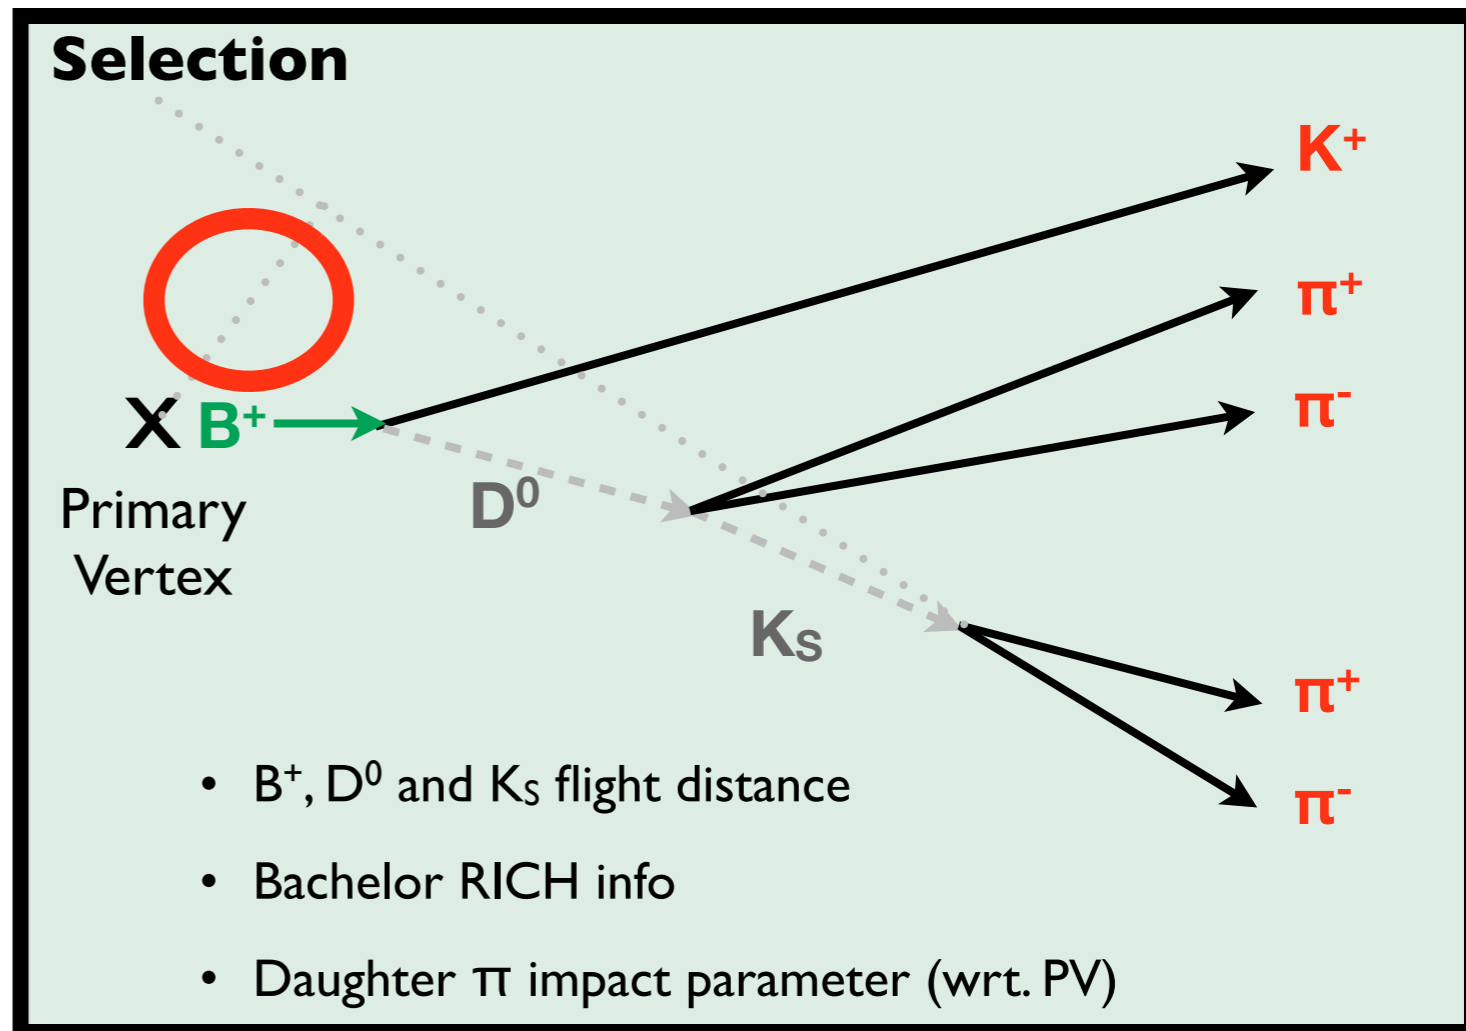 Selection
K⁺
π⁺
π⁻
X B⁺
Primary
Vertex
D⁰
Kₛ
π⁺
π⁻
• B⁺, D⁰ and Kₛ flight distance
• Bachelor RICH info
• Daughter π impact parameter (wrt. PV)